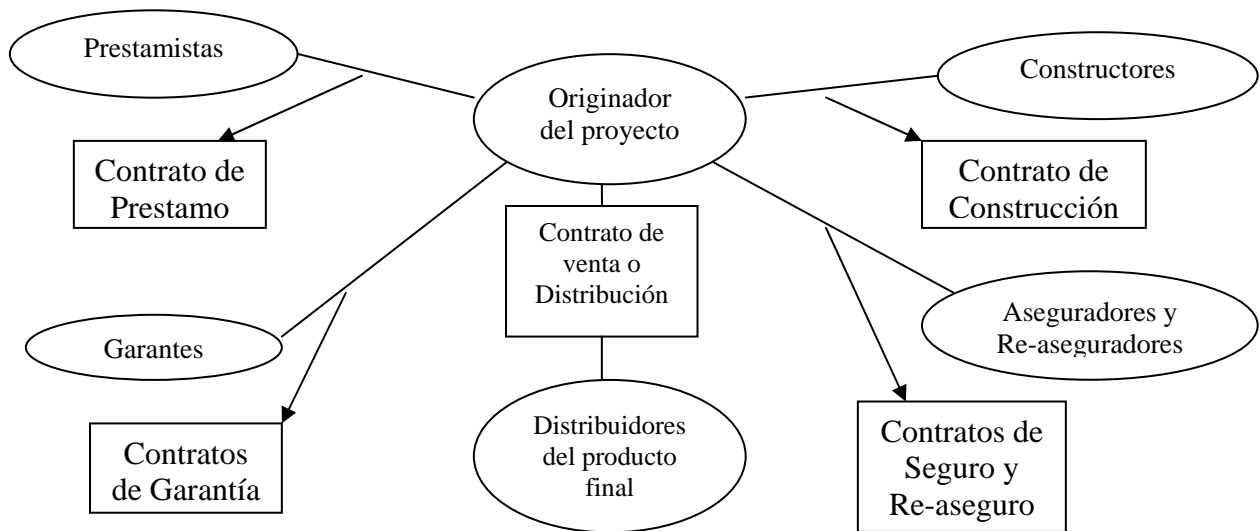 Prestamistas
Originador
del proyecto
Constructores
Contrato de
Prestamo
Contrato de
Construcción
Contrato de
venta o
Distribución
Garantes
Aseguradores y
Re-aseguradores
Contratos
de Garantía
Distribuidores
del producto
final
Contratos de
Seguro y
Re-aseguro